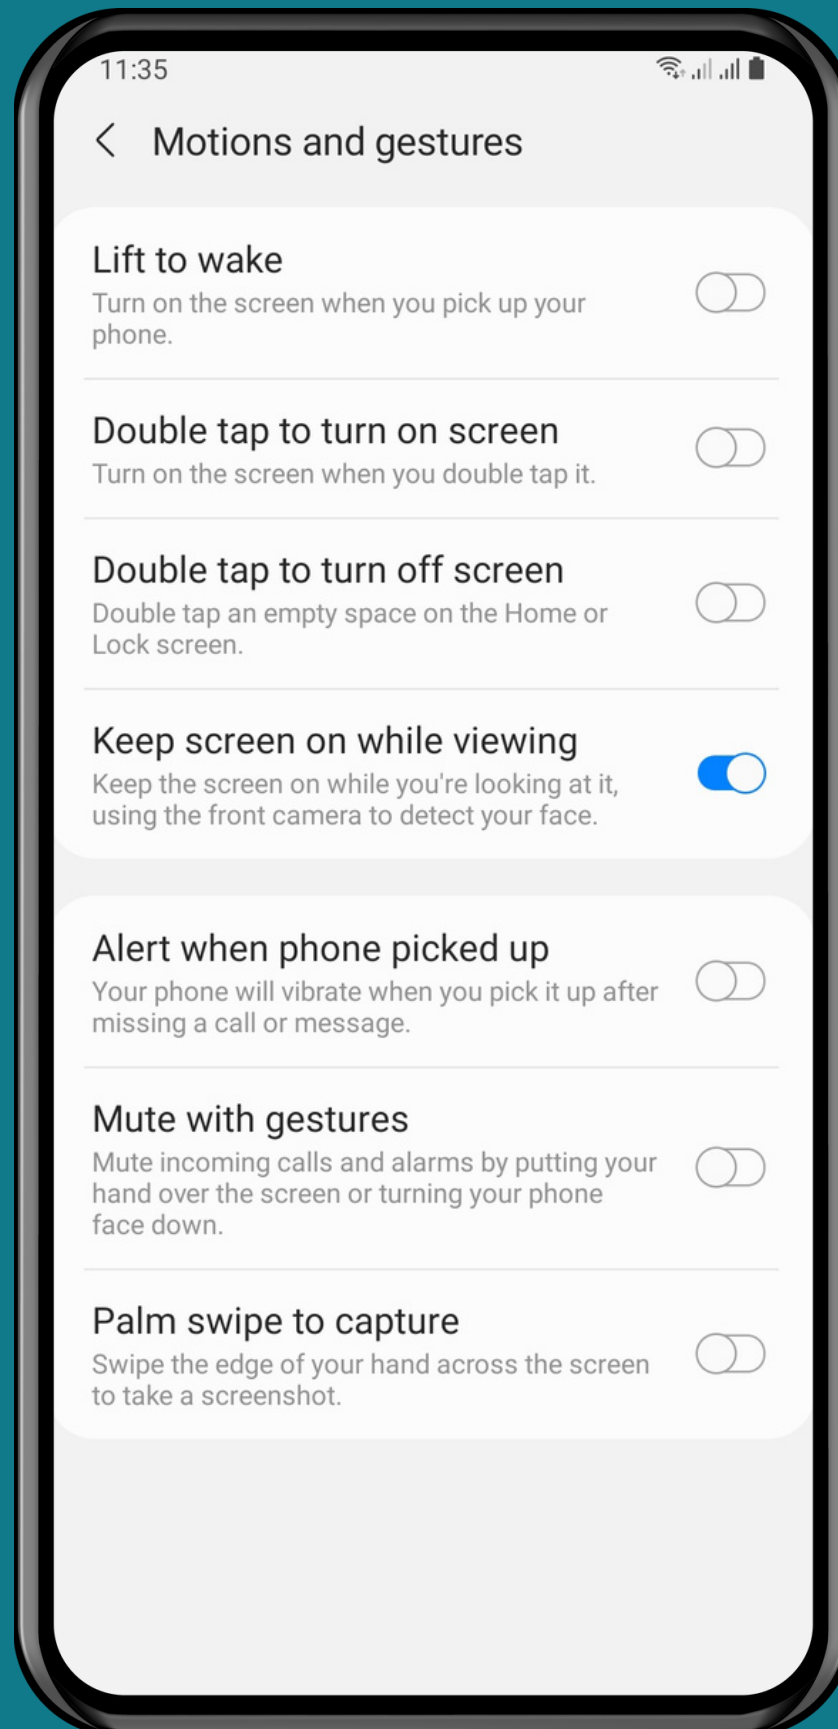 11:35
Motions and gestures
Lift to wake
Turn on the screen when you pick up your
phone.
Double tap to turn on screen
Turn on the screen when you double tap it.
Double tap to turn off screen
Double tap an empty space on the Home or
Lock screen.
Keep screen on while viewing
Keep the screen on while you're looking at it,
using the front camera to detect your face.
Alert when phone picked up
Your phone will vibrate when you pick it up after
missing a call or message.
Mute with gestures
Mute incoming calls and alarms by putting your
hand over the screen or turning your phone
face down.
Palm swipe to capture
Swipe the edge of your hand across the screen
to take a screenshot.